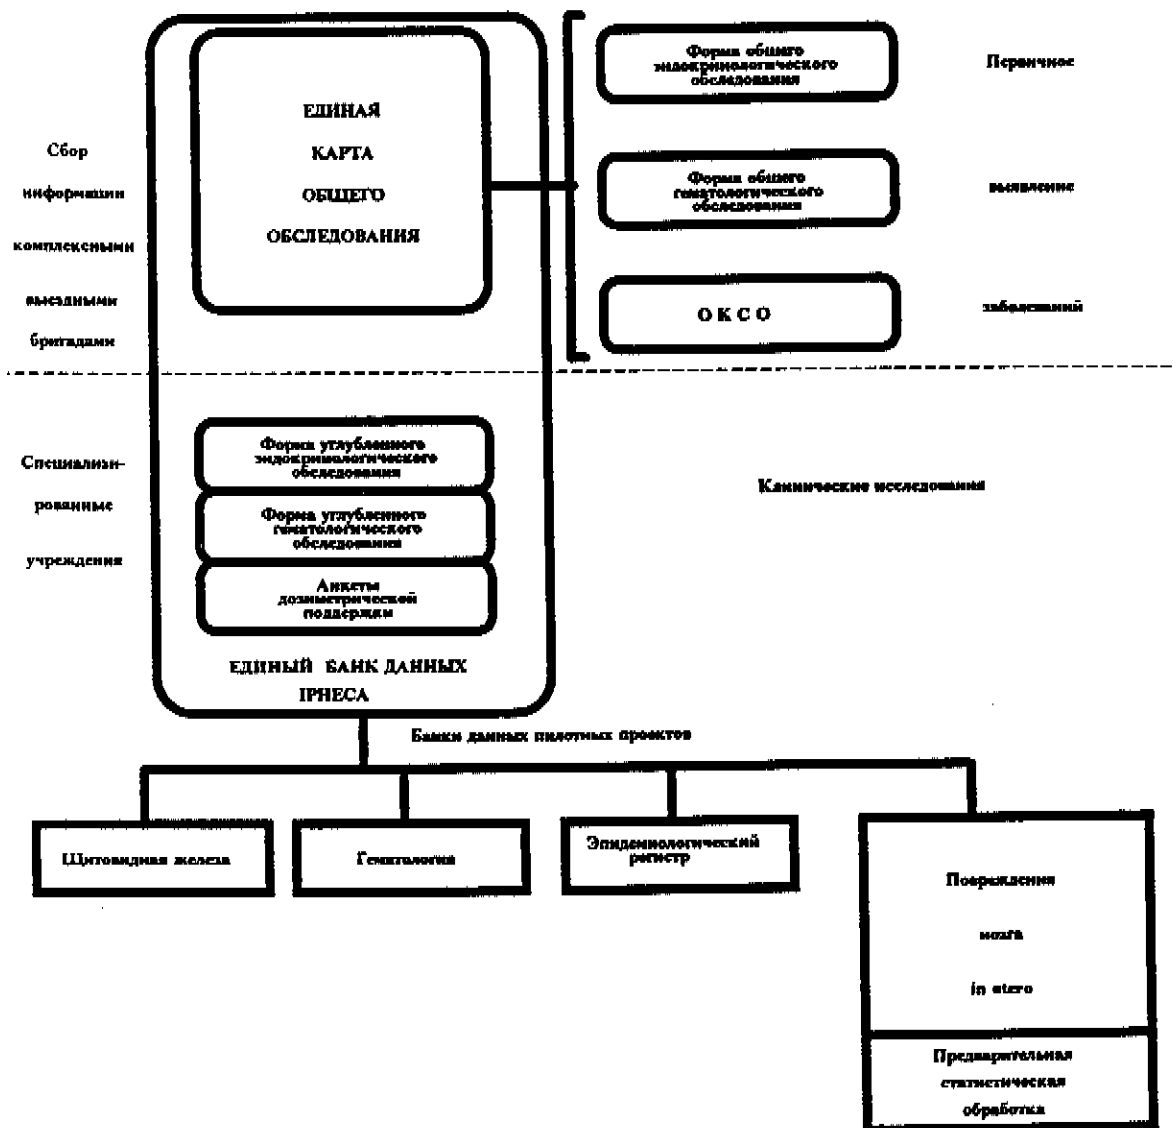 Сбор
информации
комплексными
выездными
бригадами
ЕДИНАЯ
КАРТА
ОБЩЕГО
ОБСЛЕДОВАНИЯ
Форма общего
эндокринологического
обследования
Форма общего
гематологического
обследования
О К С О
Первичное
выявление
заболеваний
Специализи-
рованные
учреждения
Форма углубленного
эндокринологического
обследования
Форма углубленного
гематологического
обследования
Анкеты
дозиметрической
поддержки
ЕДИНЫЙ БАНК ДАННЫХ
IPHECA
Клинические исследования
Банки данных пилотных проектов
Щитовидная железа
Гематология
Эпидемиологический
регистр
Повреждения
мозга
in utero
Предварительная
статистическая
обработка